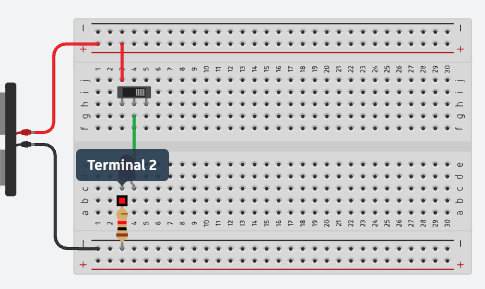 − −
+ +
1 2 3 4 5 6 7 8 9 10 11 12 13 14 15 16 17 18 19 20 21 22 23 24 25 26 27 28 29 30
j j
i i
h h
g g
f f
Terminal 2
e
d
c c
b b
a a
1 2 3 4 5 6 7 8 9 10 11 12 13 14 15 16 17 18 19 20 21 22 23 24 25 26 27 28 29 30
− −
+ +